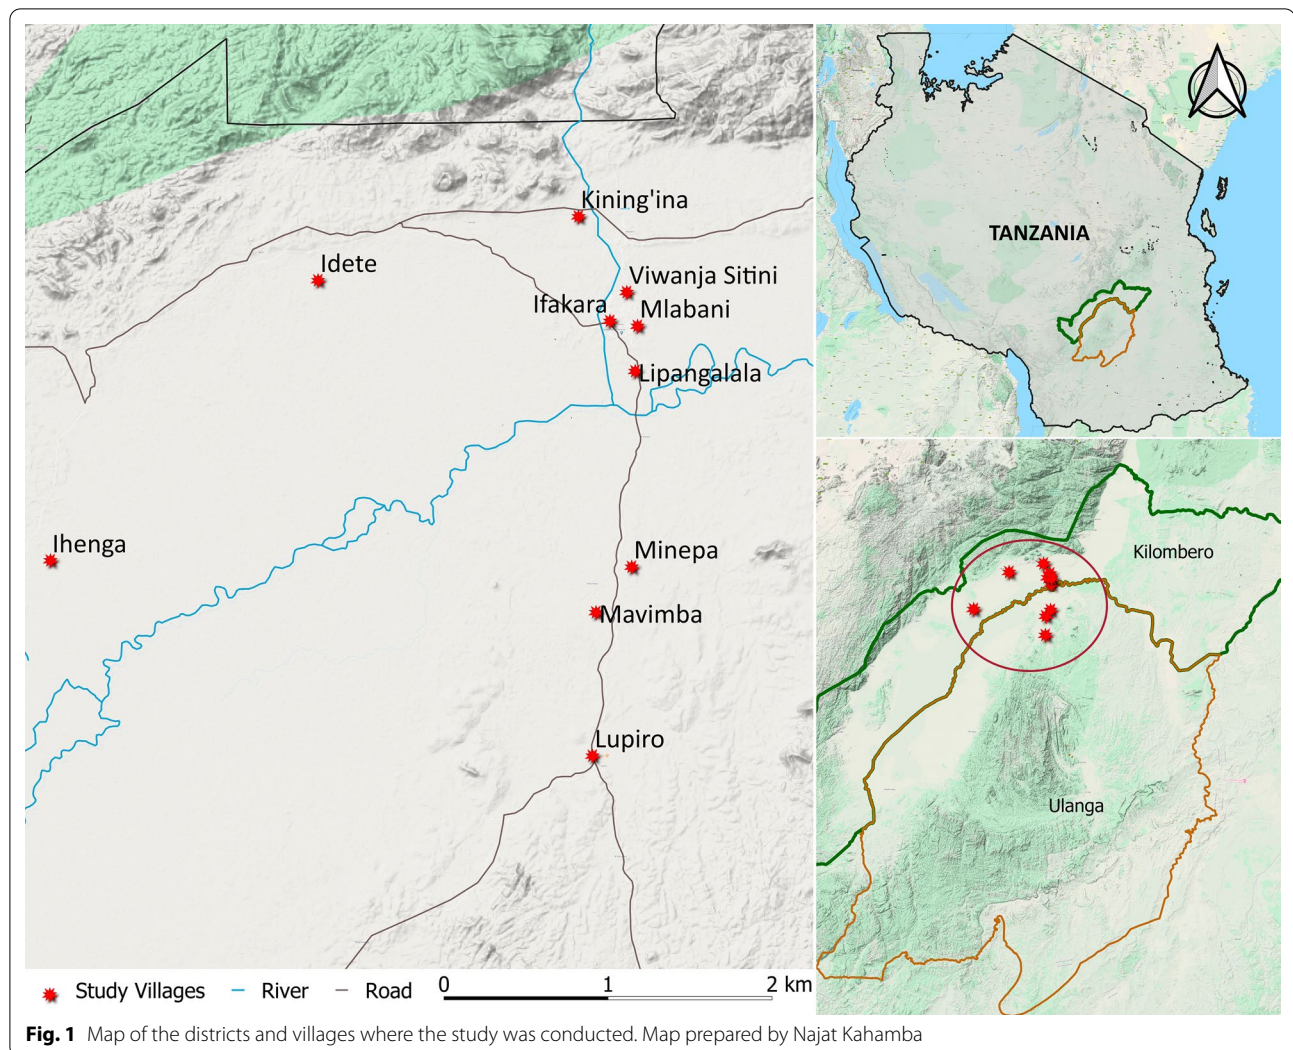 Kining'ina
Idete
Viwanja Sitini
Ifakara
Mlabani
Lipangalala
Ihenga
Minepa
Mavimba
Lupiro
TANZANIA
Kilombero
Ulanga
Study Villages
River
Road
0 1 2 km
Fig. 1 Map of the districts and villages where the study was conducted. Map prepared by Najat Kahamba